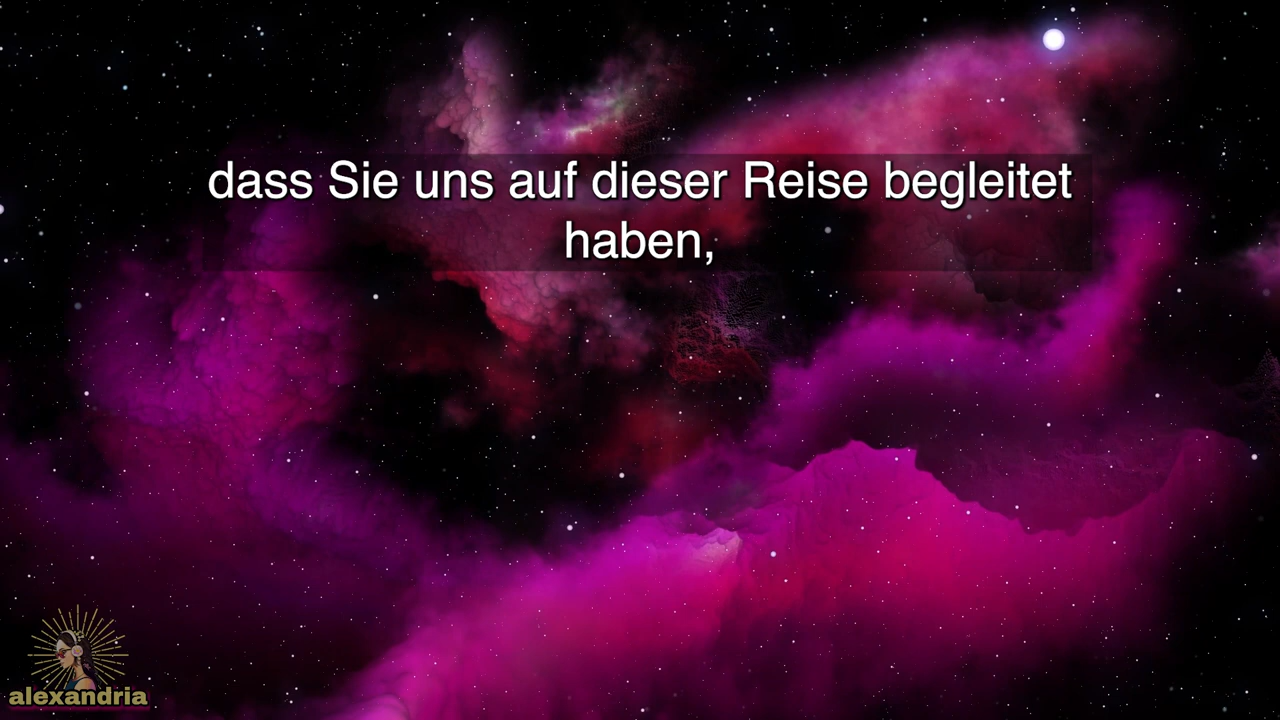 dass Sie uns auf dieser Reise begleitet
haben,
alexandria